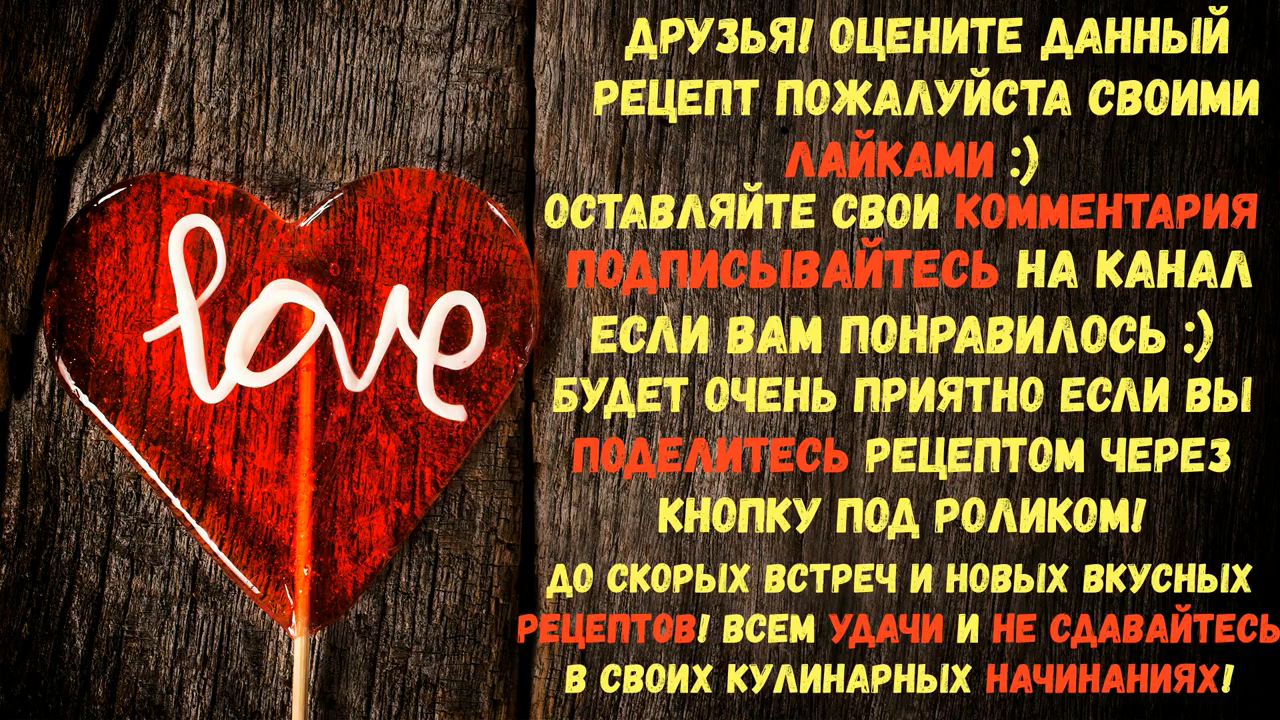 love
ДРУЗЬЯ! ОЦЕНИТЕ ДАННЫЙ
РЕЦЕПТ ПОЖАЛУЙСТА СВОИМИ
ЛАЙКАМИ :)
ОСТАВЛЯЙТЕ СВОИ КОММЕНТАРИЯ
ПОДПИСЫВАЙТЕСЬ НА КАНАЛ
ЕСЛИ ВАМ ПОНРАВИЛОСЬ :)
БУДЕТ ОЧЕНЬ ПРИЯТНО ЕСЛИ ВЫ
ПОДЕЛИТЕСЬ РЕЦЕПТОМ ЧЕРЕЗ
КНОПКУ ПОД РОЛИКОМ!
ДО СКОРЫХ ВСТРЕЧ И НОВЫХ ВКУСНЫХ
РЕЦЕПТОВ! ВСЕМ УДАЧИ И НЕ СДАВАЙТЕСЬ
В СВОИХ КУЛИНАРНЫХ НАЧИНАНИЯХ!